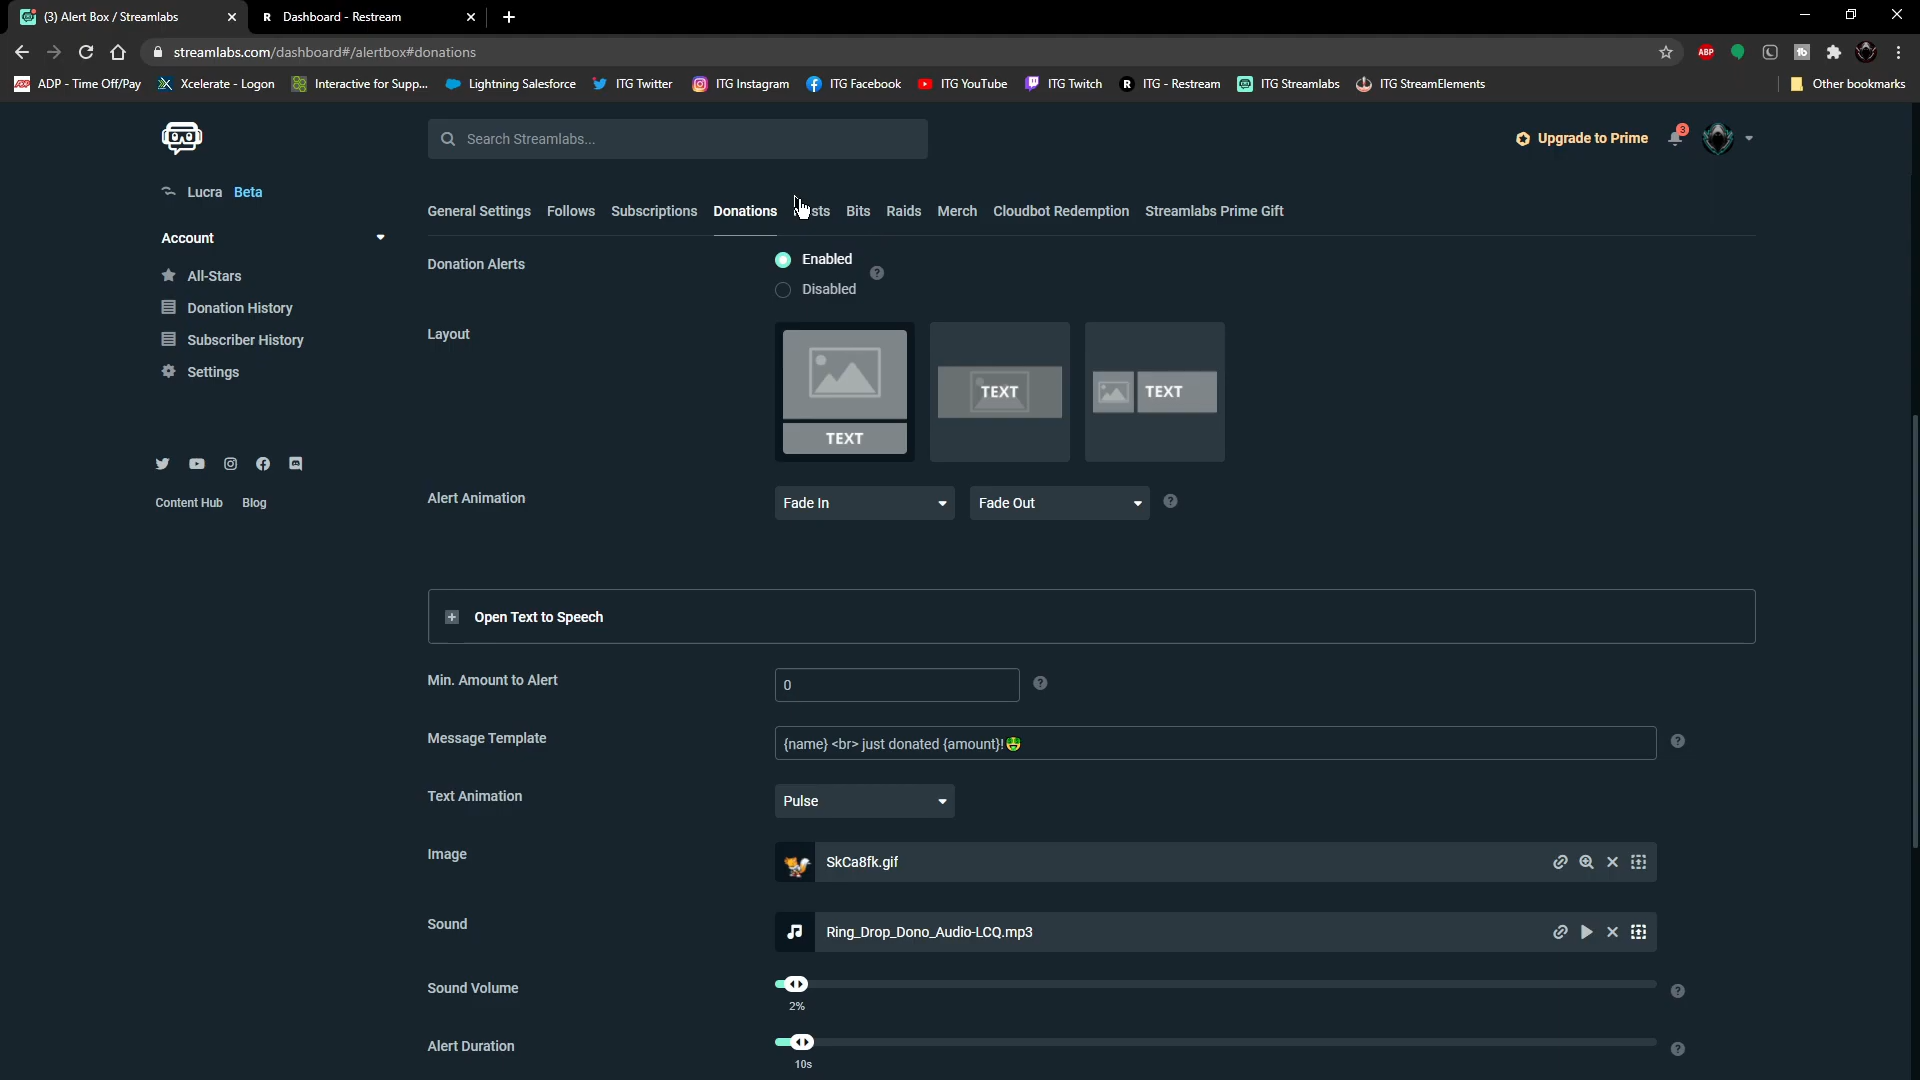 (3) Alert Box / Streamlabs
R Dashboard - Restream
streamlabs.com/dashboard#/alertbox#donations
ABP
ADP - Time Off/Pay
Xcelerate - Logon
Interactive for Supp...
Lightning Salesforce
ITG Twitter
ITG Instagram
ITG Facebook
ITG YouTube
ITG Twitch
R ITG - Restream
ITG Streamlabs
ITG StreamElements
Other bookmarks
Search Streamlabs...
Upgrade to Prime
3
Lucra Beta
Account
All-Stars
Donation History
Subscriber History
Settings
Content Hub Blog
General Settings Follows Subscriptions Donations Bits Raids Merch Cloudbot Redemption Streamlabs Prime Gift
Donation Alerts
Enabled
?
Disabled
Layout
TEXT
TEXT
TEXT
Alert Animation
Fade In
Fade Out
?
Open Text to Speech
Min. Amount to Alert
0
?
Message Template
{name} <br> just donated {amount}!🤑
?
Text Animation
Pulse
Image
SkCa8fk.gif
Sound
Ring_Drop_Dono_Audio-LCQ.mp3
Sound Volume
?
2%
Alert Duration
?
10s